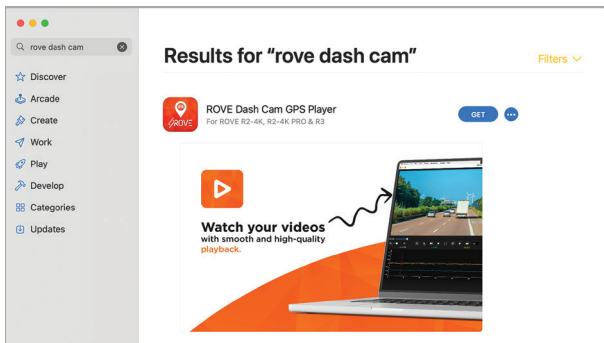 rove dash cam
Discover
Arcade
Create
Work
Play
Develop
Categories
Updates
Results for “rove dash cam”
Filters
ROVE
ROVE Dash Cam GPS Player
For ROVE R2-4K, R2-4K PRO & R3
GET
Watch your videos
with smooth and high-quality
playback.